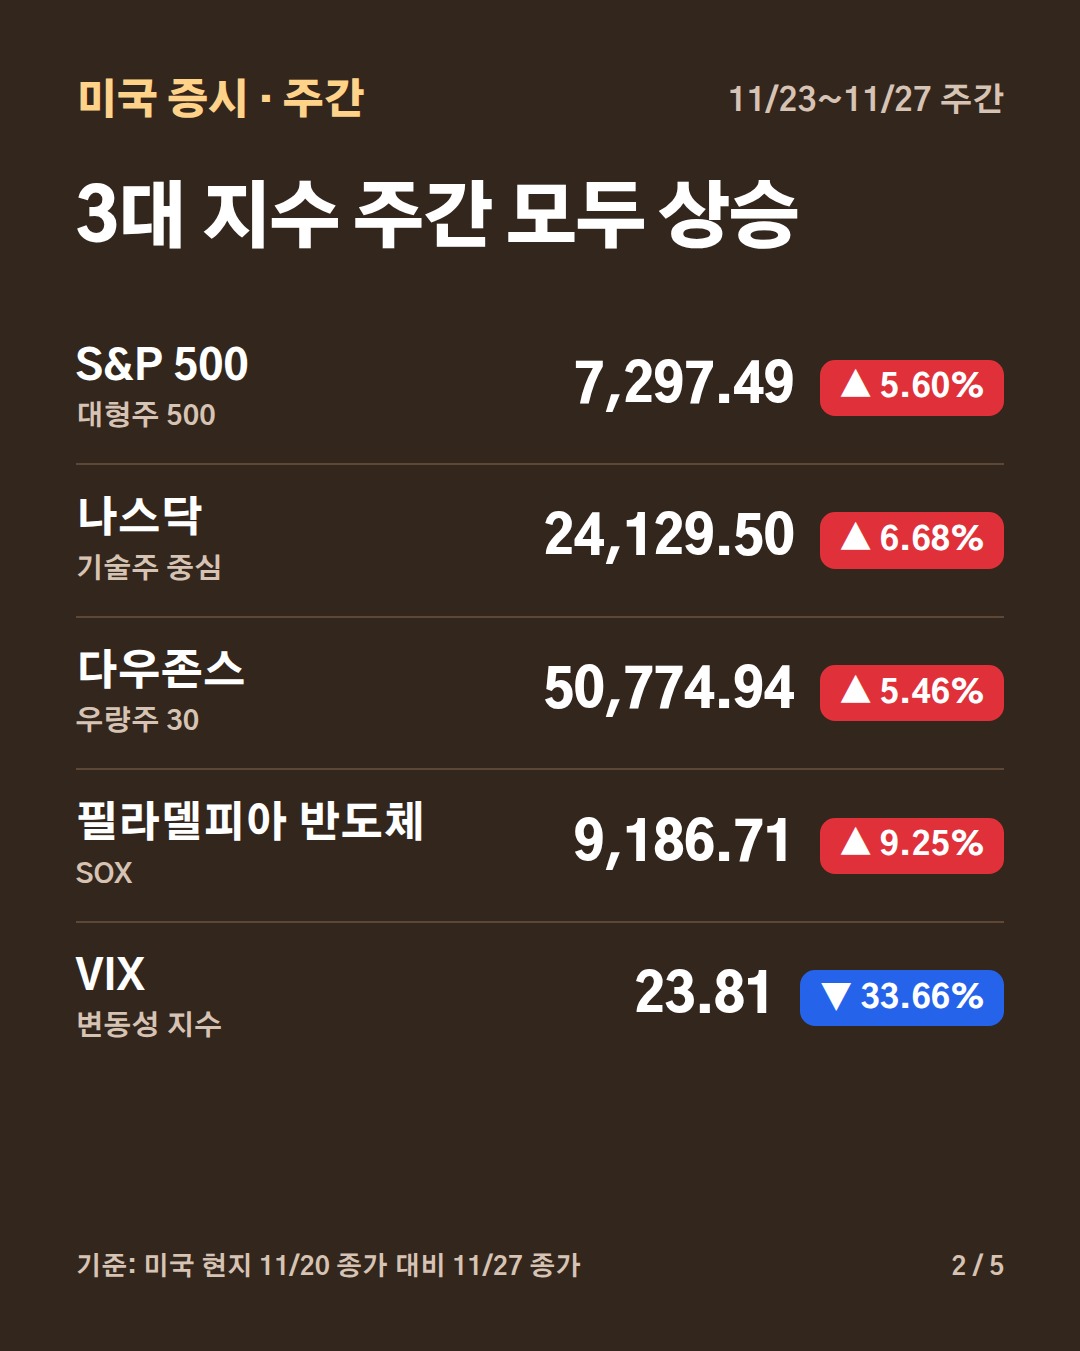 미국 증시 · 주간
11/23~11/27 주간
3대 지수 주간 모두 상승
S&P 500
대형주 500
7,297.49 ▲ 5.60%
나스닥
기술주 중심
24,129.50 ▲ 6.68%
다우존스
우량주 30
50,774.94 ▲ 5.46%
필라델피아 반도체
SOX
9,186.71 ▲ 9.25%
VIX
변동성 지수
23.81 ▼ 33.66%
기준: 미국 현지 11/20 종가 대비 11/27 종가
2 / 5